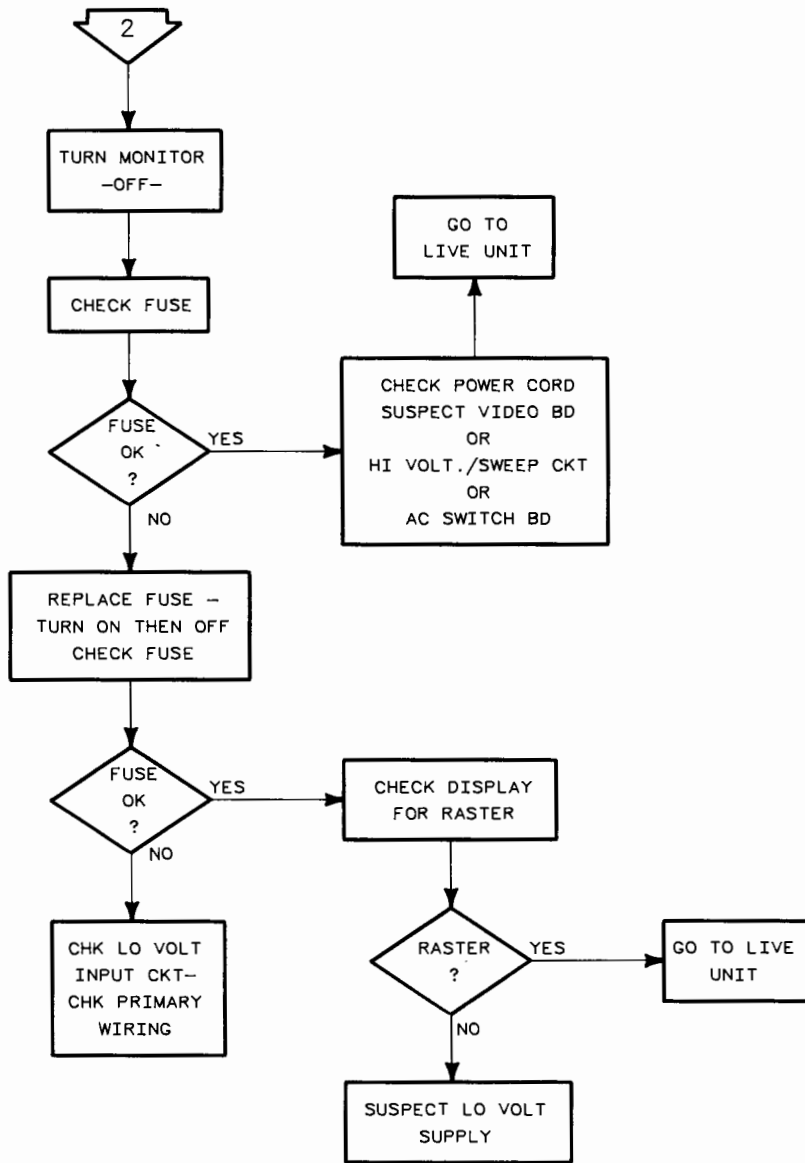 2
TURN MONITOR
-OFF-
CHECK FUSE
FUSE
OK
?
YES
NO
GO TO
LIVE UNIT
CHECK POWER CORD
SUSPECT VIDEO BD
OR
HI VOLT./SWEEP CKT
OR
AC SWITCH BD
REPLACE FUSE -
TURN ON THEN OFF
CHECK FUSE
FUSE
OK
?
YES
NO
CHECK DISPLAY
FOR RASTER
CHK LO VOLT
INPUT CKT-
CHK PRIMARY
WIRING
RASTER
?
YES
NO
GO TO LIVE
UNIT
SUSPECT LO VOLT
SUPPLY